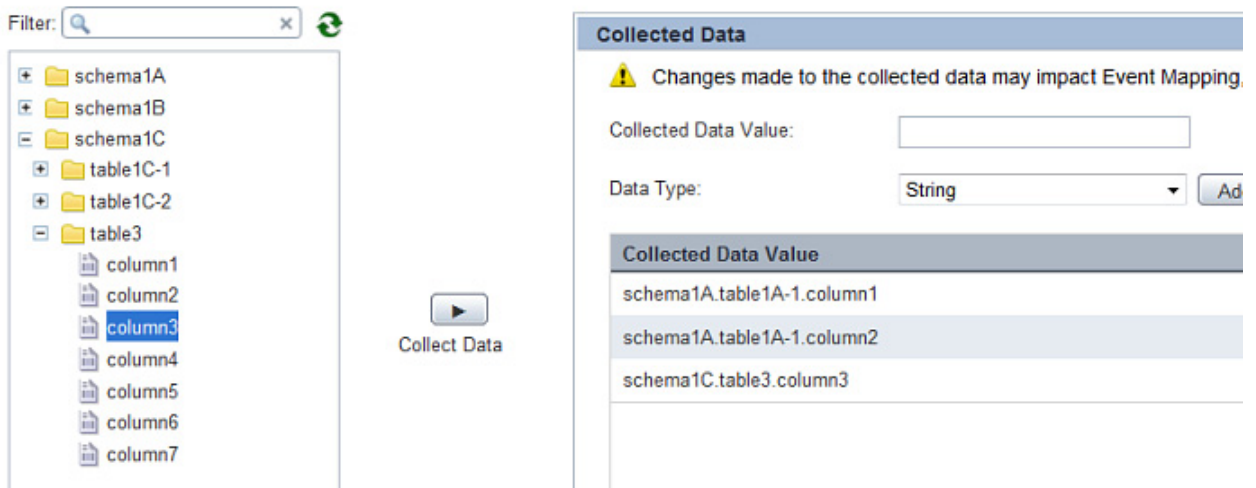 Filter:
schema1A
schema1B
schema1C
table1C-1
table1C-2
table3
column1
column2
column3
column4
column5
column6
column7
Collect Data
Collected Data
Changes made to the collected data may impact Event Mapping,
Collected Data Value:
Data Type:
String
Collected Data Value
schema1A.table1A-1.column1
schema1A.table1A-1.column2
schema1C.table3.column3